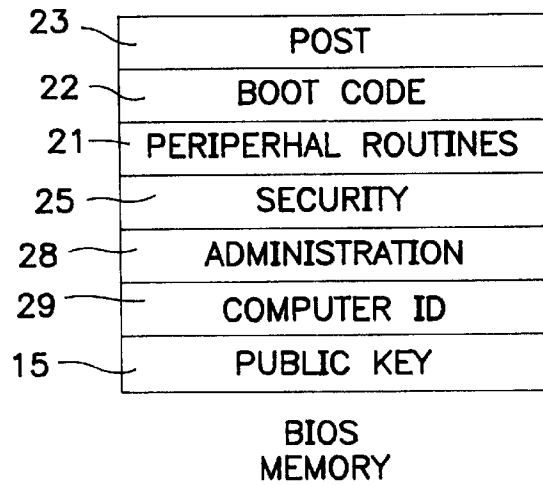 23 POST
22 BOOT CODE
21 PERIPERHAL ROUTINES
25 SECURITY
28 ADMINISTRATION
29 COMPUTER ID
15 PUBLIC KEY
BIOS
MEMORY